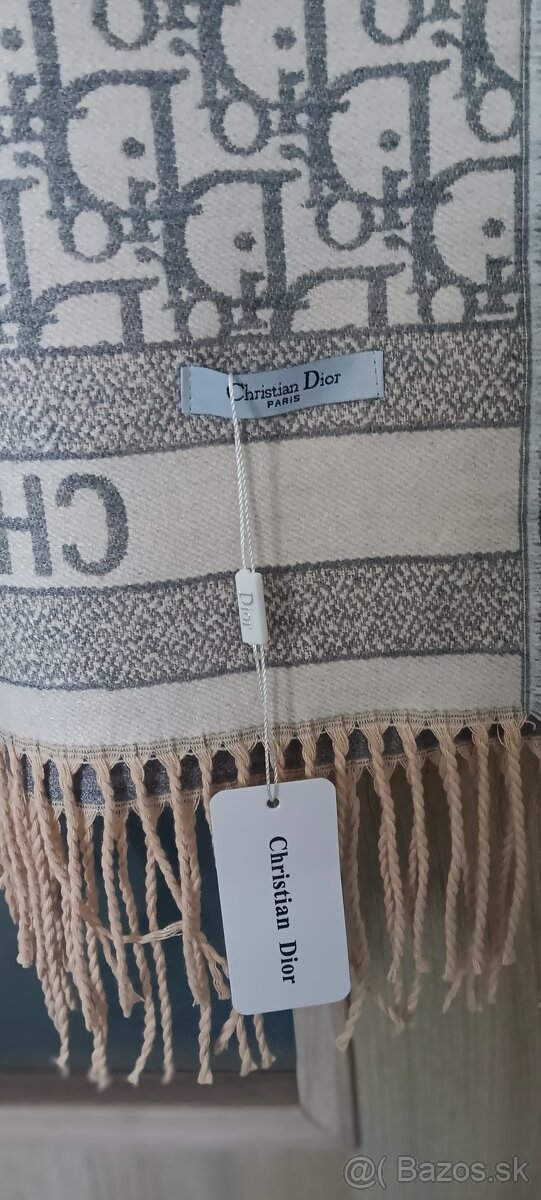 Christian Dior
PARIS
CH
Dior
Christian Dior
@( Bazos.sk